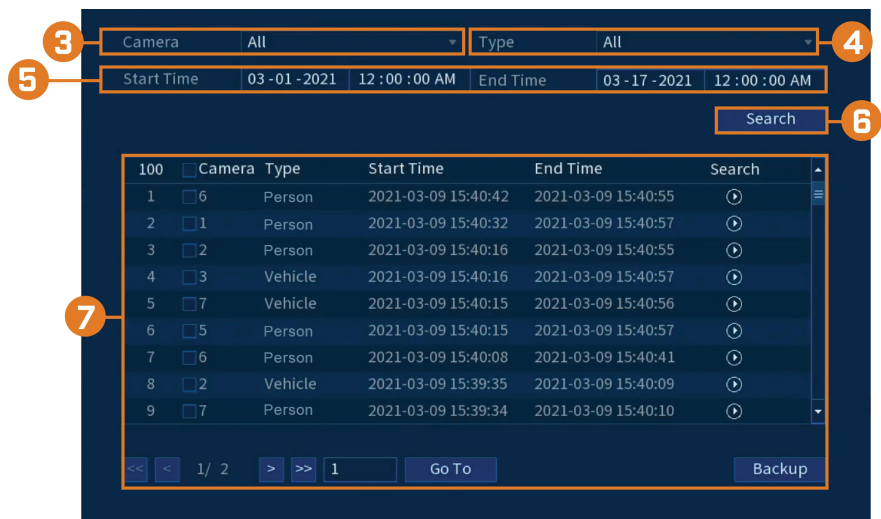 3 Camera All Type All 4
5 Start Time 03 - 01 - 2021 12 : 00 : 00 AM End Time 03 - 17 - 2021 12 : 00 : 00 AM
Search 6
100 Camera Type Start Time End Time Search
1 6 Person 2021-03-09 15:40:42 2021-03-09 15:40:55
2 1 Person 2021-03-09 15:40:32 2021-03-09 15:40:57
3 2 Person 2021-03-09 15:40:16 2021-03-09 15:40:55
4 3 Vehicle 2021-03-09 15:40:16 2021-03-09 15:40:57
5 7 Vehicle 2021-03-09 15:40:15 2021-03-09 15:40:56
7
6 5 Person 2021-03-09 15:40:15 2021-03-09 15:40:57
7 6 Person 2021-03-09 15:40:08 2021-03-09 15:40:41
8 2 Vehicle 2021-03-09 15:39:35 2021-03-09 15:40:09
9 7 Person 2021-03-09 15:39:34 2021-03-09 15:40:10
<< < 1/ 2 > >> 1 Go To Backup